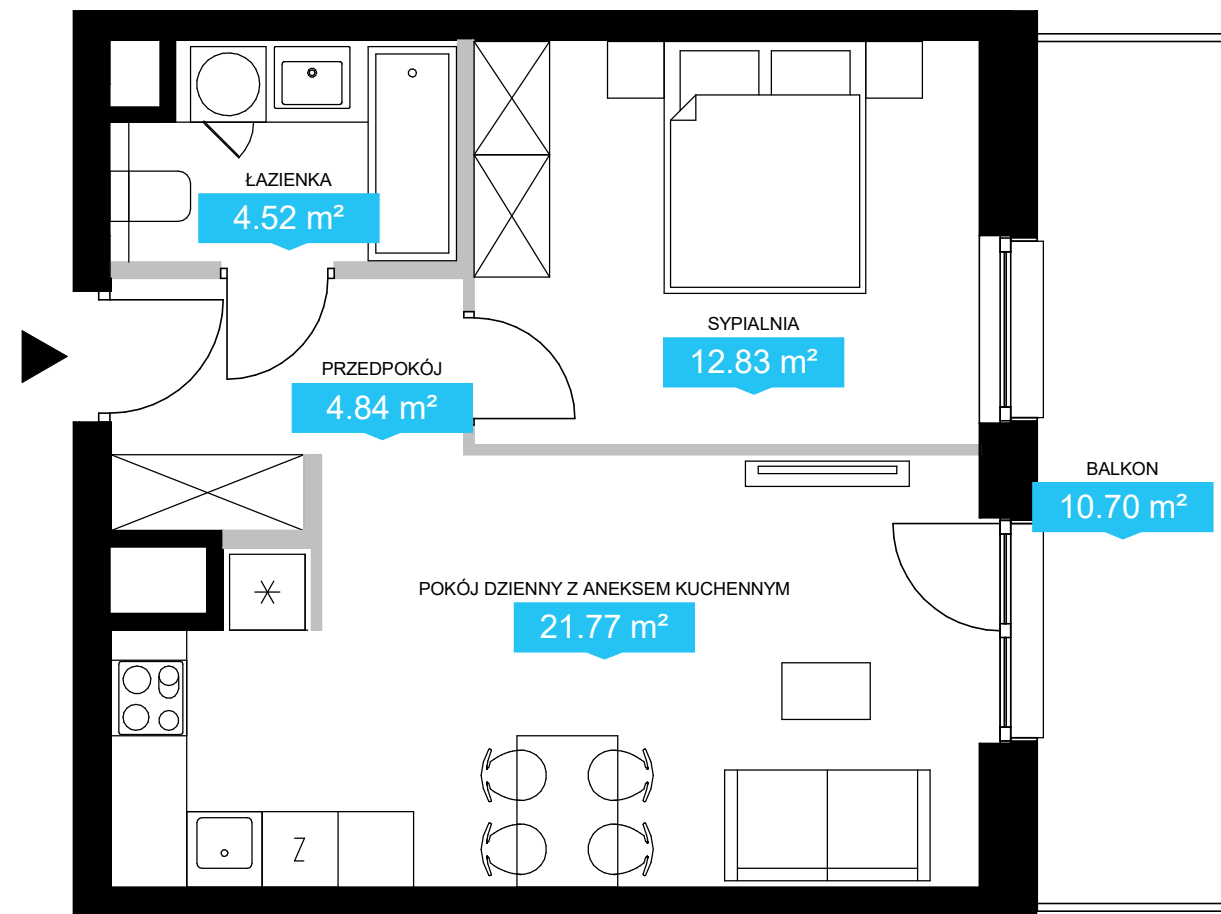 ŁAZIENKA
4.52 m²
SYPIALNIA
12.83 m²
PRZEDPOKÓJ
4.84 m²
BALKON
10.70 m²
POKÓJ DZIENNY Z ANEKSEM KUCHENNYM
21.77 m²
Z